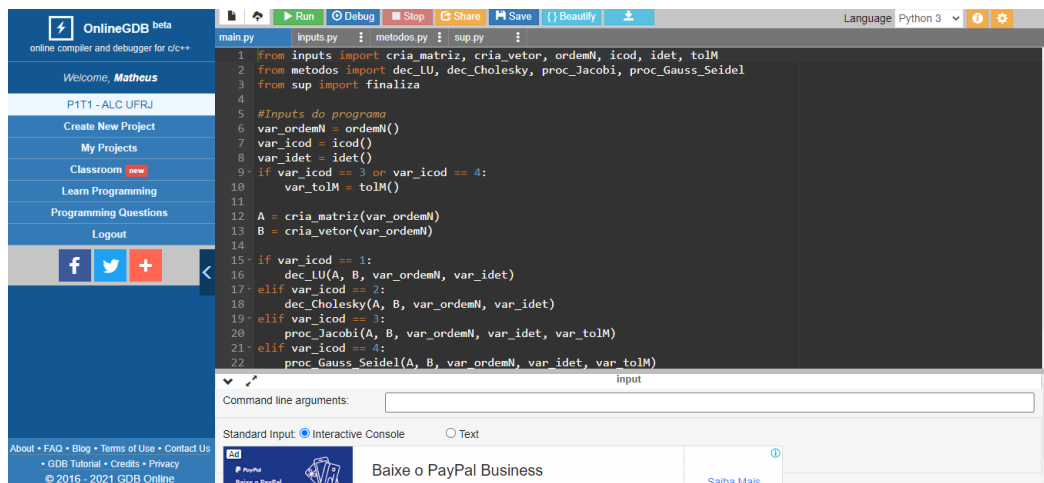 OnlineGDB beta
online compiler and debugger for c/c++
Welcome, Matheus
P1T1 - ALC UFRJ
Create New Project
My Projects
Classroom new
Learn Programming
Programming Questions
Logout
About • FAQ • Blog • Terms of Use • Contact Us
• GDB Tutorial • Credits • Privacy
© 2016 - 2021 GDB Online
Run Debug Stop Share Save { } Beautify
Language Python 3
main.py inputs.py metodos.py sup.py
1 from inputs import cria_matriz, cria_vetor, ordemN, icod, idet, tolM
2 from metodos import dec_LU, dec_Cholesky, proc_Jacobi, proc_Gauss_Seidel
3 from sup import finaliza
4
5 #Inputs do programa
6 var_ordemN = ordemN()
7 var_icod = icod()
8 var_idet = idet()
9 if var_icod == 3 or var_icod == 4:
10     var_tolM = tolM()
11
12 A = cria_matriz(var_ordemN)
13 B = cria_vetor(var_ordemN)
14
15 if var_icod == 1:
16     dec_LU(A, B, var_ordemN, var_idet)
17 elif var_icod == 2:
18     dec_Cholesky(A, B, var_ordemN, var_idet)
19 elif var_icod == 3:
20     proc_Jacobi(A, B, var_ordemN, var_idet, var_tolM)
21 elif var_icod == 4:
22     proc_Gauss_Seidel(A, B, var_ordemN, var_idet, var_tolM)
input
Command line arguments:
Standard Input: Interactive Console Text
Ad
PayPal
Baixe o PayPal
Baixe o PayPal Business
Saiba Mais